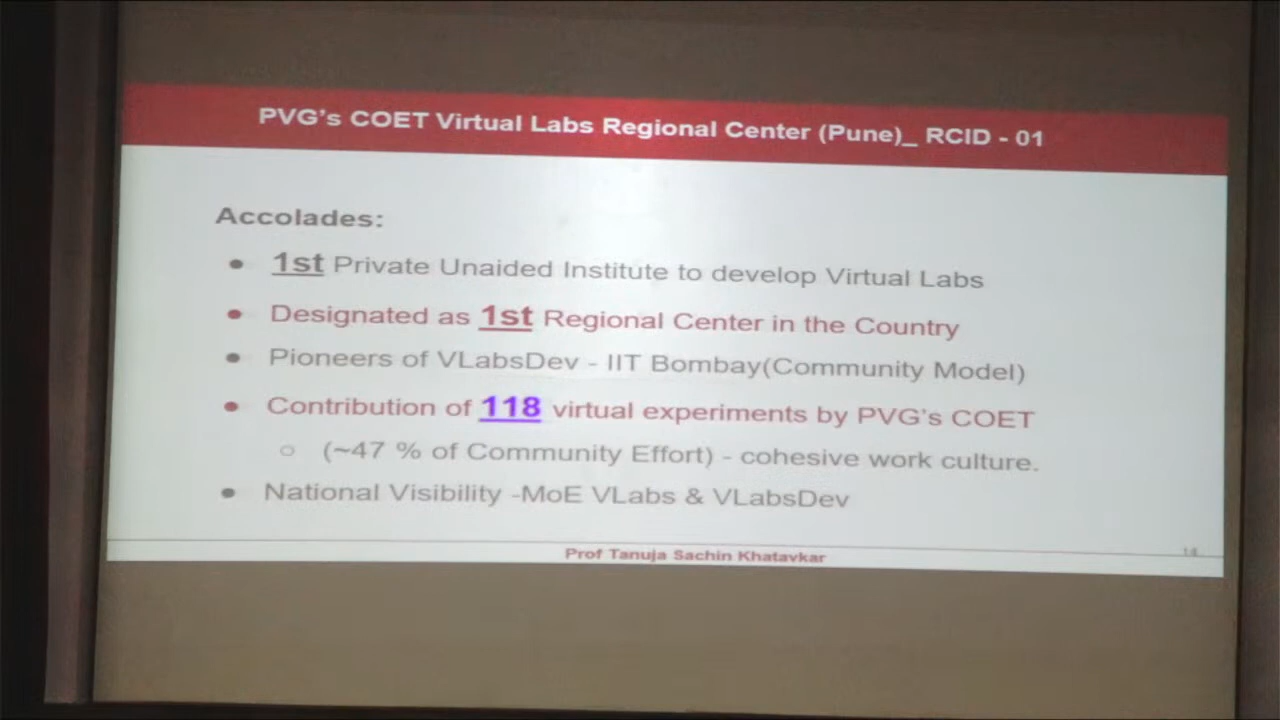 PVG's COET Virtual Labs Regional Center (Pune)_ RCID - 01
Accolades:
● 1st Private Unaided Institute to develop Virtual Labs
● Designated as 1st Regional Center in the Country
● Pioneers of VLabsDev - IIT Bombay(Community Model)
● Contribution of 118 virtual experiments by PVG's COET
○ (~47 % of Community Effort) - cohesive work culture.
● National Visibility -MoE VLabs & VLabsDev
Prof Tanuja Sachin Khatavkar
14